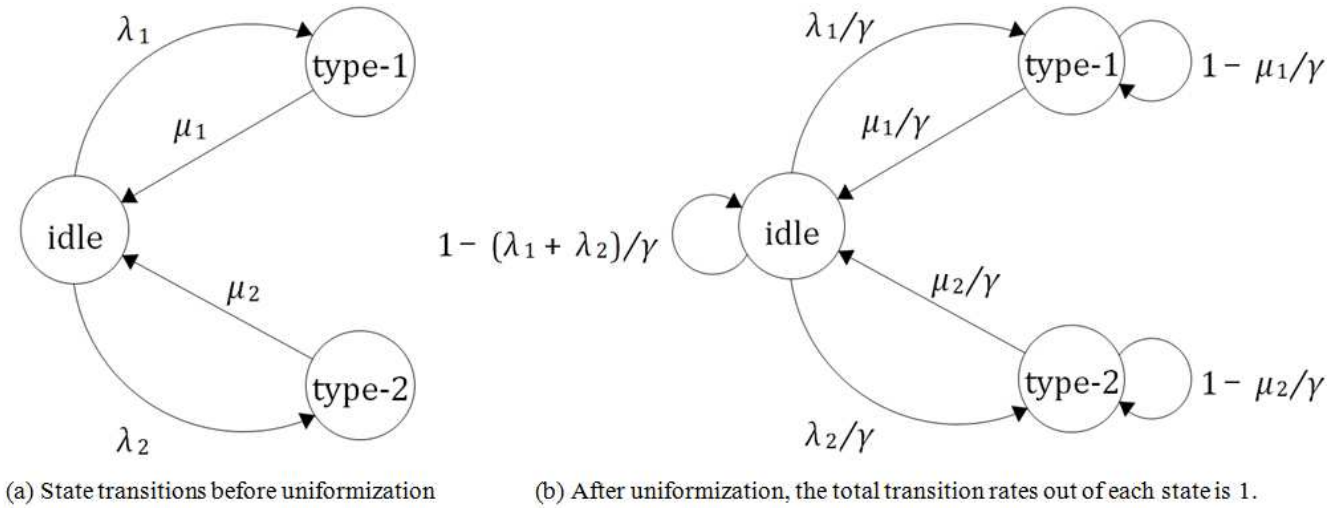 λ1
type-1
μ1
idle
μ2
type-2
λ2
(a) State transitions before uniformization
λ1/γ
type-1
1 - μ1/γ
μ1/γ
idle
1 - (λ1 + λ2)/γ
μ2/γ
type-2
1 - μ2/γ
λ2/γ
(b) After uniformization, the total transition rates out of each state is 1.